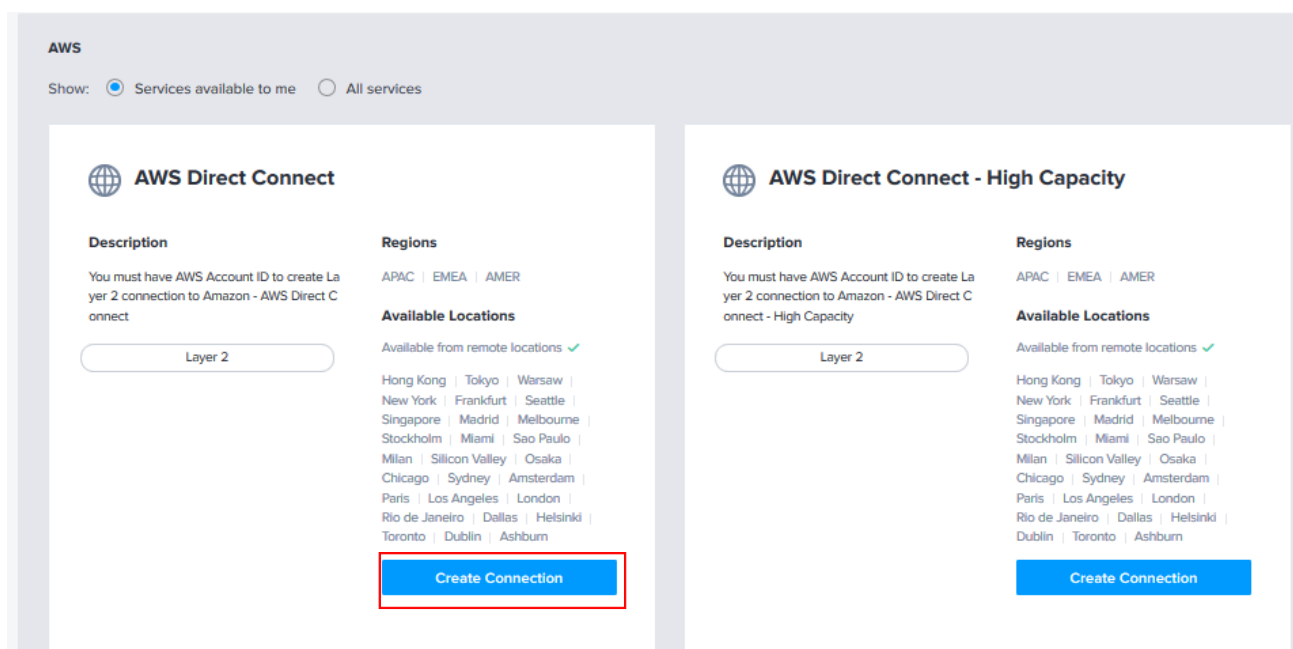 AWS
Show: Services available to me All services
AWS Direct Connect
Description
You must have AWS Account ID to create La
yer 2 connection to Amazon - AWS Direct C
onnect
Layer 2
Regions
APAC | EMEA | AMER
Available Locations
Available from remote locations
Hong Kong | Tokyo | Warsaw |
New York | Frankfurt | Seattle |
Singapore | Madrid | Melbourne |
Stockholm | Miami | Sao Paulo |
Milan | Silicon Valley | Osaka |
Chicago | Sydney | Amsterdam |
Paris | Los Angeles | London |
Rio de Janeiro | Dallas | Helsinki |
Toronto | Dublin | Ashburn
Create Connection
AWS Direct Connect - High Capacity
Description
You must have AWS Account ID to create La
yer 2 connection to Amazon - AWS Direct C
onnect - High Capacity
Layer 2
Regions
APAC | EMEA | AMER
Available Locations
Available from remote locations
Hong Kong | Tokyo | Warsaw |
New York | Frankfurt | Seattle |
Singapore | Madrid | Melbourne |
Stockholm | Miami | Sao Paulo |
Milan | Silicon Valley | Osaka |
Chicago | Sydney | Amsterdam |
Paris | Los Angeles | London |
Rio de Janeiro | Dallas | Helsinki |
Dublin | Toronto | Ashburn
Create Connection